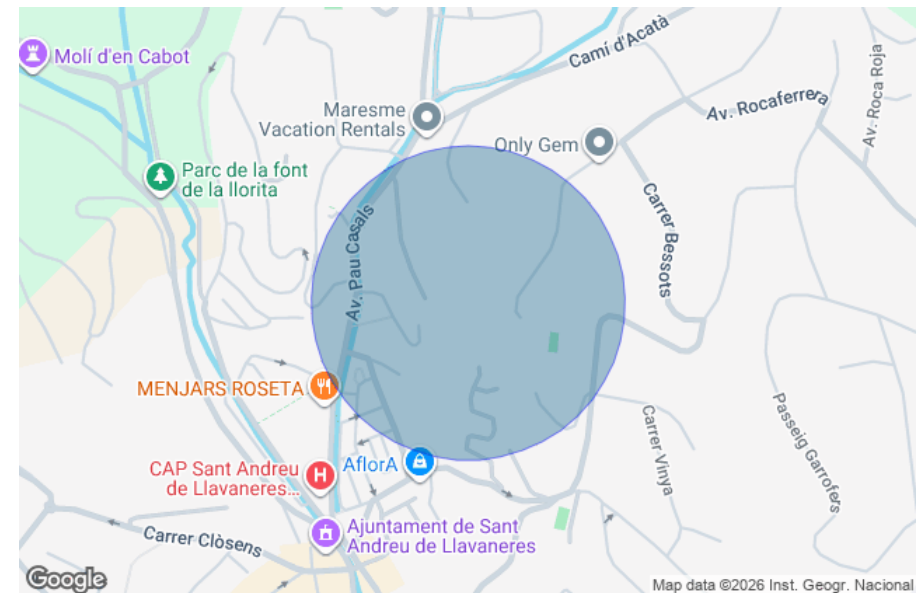 Molí d'en Cabot
Camí d'Acatà
Maresme
Vacation Rentals
Av. Rocaferrera
Av. Roca Roja
Only Gem
Parc de la font
de la llorita
Carrer Bessots
Av. Pau Casals
MENJARS ROSETA
Passeig Garrofers
Carrer Vinya
CAP Sant Andreu
de Llavaneres...
AflorA
Carrer Clòsens
Ajuntament de Sant
Andreu de Llavaneres
Google
Map data ©2026 Inst. Geogr. Nacional